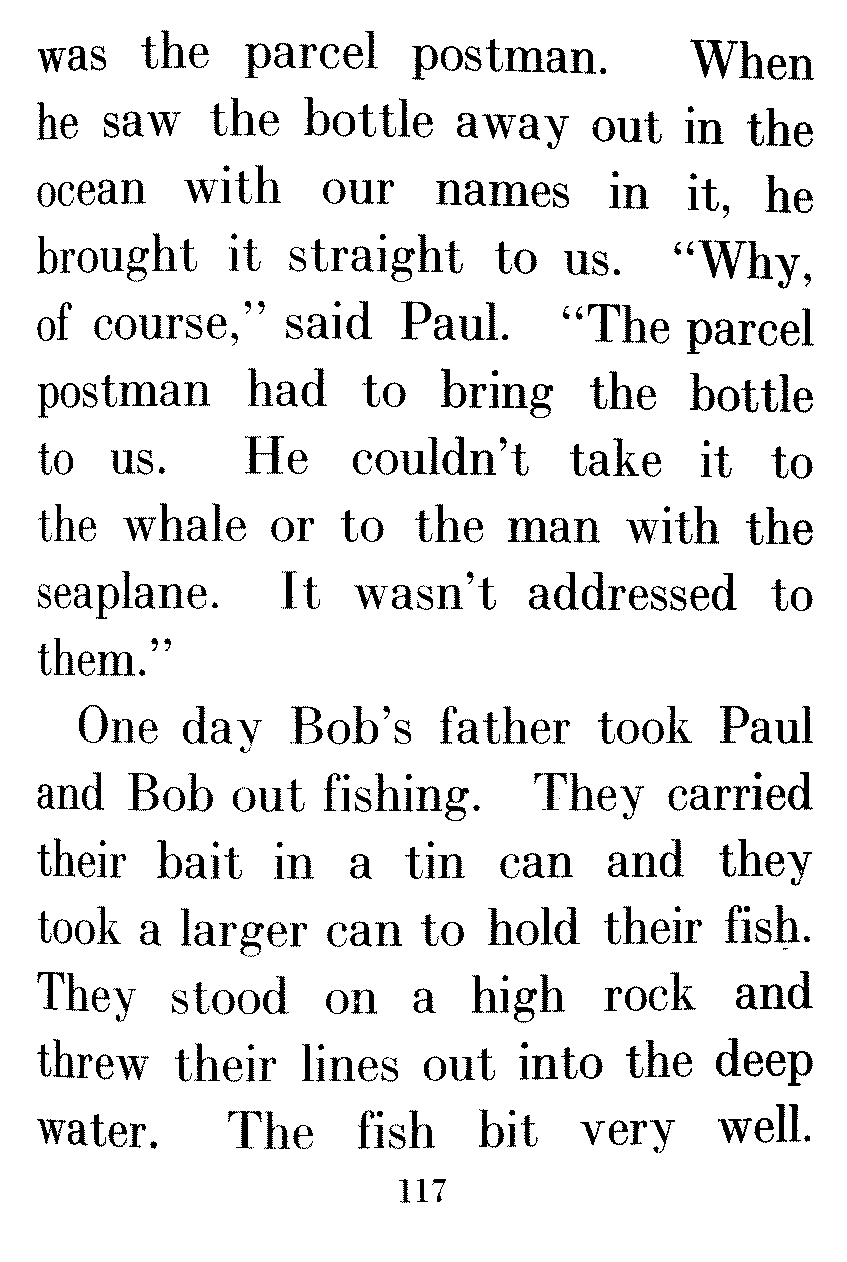 was the parcel postman. When
he saw the bottle away out in the
ocean with our names in it, he
brought it straight to us. “Why,
of course,” said Paul. “The parcel
postman had to bring the bottle
to us. He couldn’t take it to
the whale or to the man with the
seaplane. It wasn’t addressed to
them.”
One day Bob’s father took Paul
and Bob out fishing. They carried
their bait in a tin can and they
took a larger can to hold their fish.
They stood on a high rock and
threw their lines out into the deep
water. The fish bit very well.
117